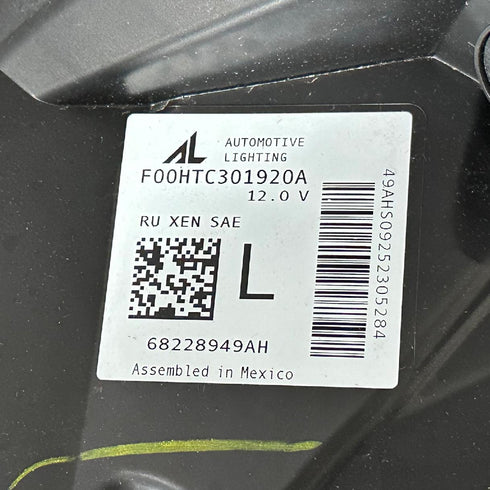 AL AUTOMOTIVE
LIGHTING
F00HTC301920A
12.0 V
RU XEN SAE
L
68228949AH
Assembled in Mexico
49AHS092523052​84